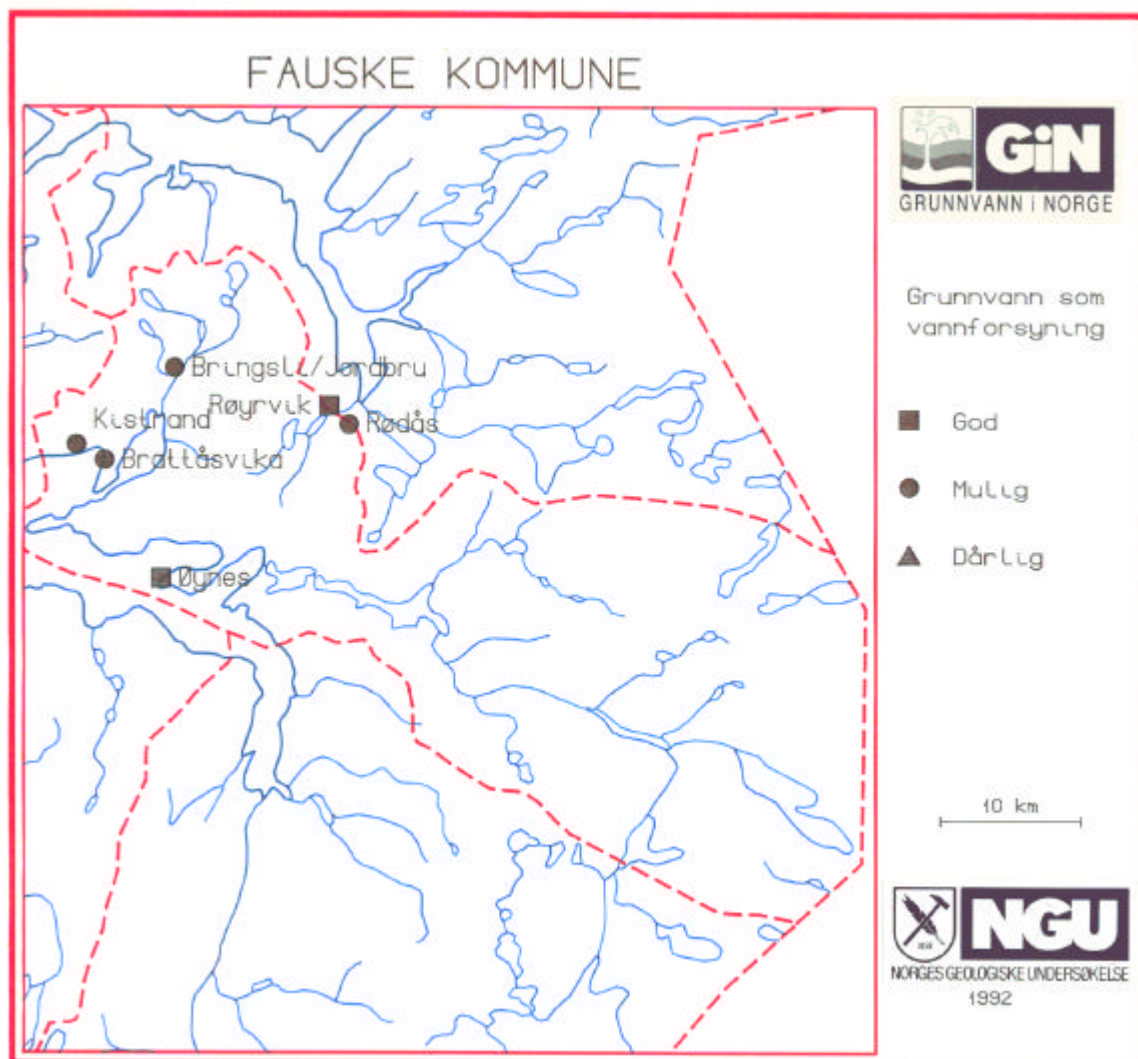 FAUSKE KOMMUNE
GiN
GRUNNVANN I NORGE
Grunnvann som
vannforsyning
God
Mulig
Dårlig
Bringsli/Jordbru
Røyrvik
Rødås
Kistrand
Brattåsvika
Øynes
10 km
NGU
NORGES GEOLOGISKE UNDERSØKELSE
1992